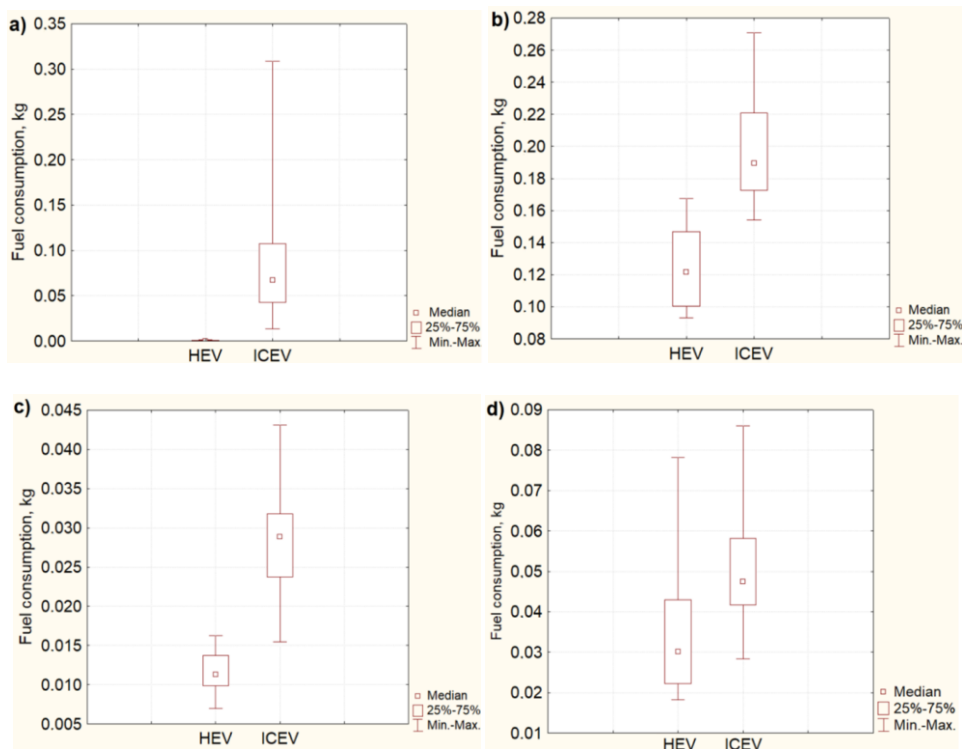 a)
Fuel consumption, kg
0.35
0.30
0.25
0.20
0.15
0.10
0.05
0.00
HEV ICEV
Median
25%-75%
Min.-Max.
b)
Fuel consumption, kg
0.28
0.26
0.24
0.22
0.20
0.18
0.16
0.14
0.12
0.10
0.08
HEV ICEV
Median
25%-75%
Min.-Max.
c)
Fuel consumption, kg
0.045
0.040
0.035
0.030
0.025
0.020
0.015
0.010
0.005
HEV ICEV
Median
25%-75%
Min.-Max.
d)
Fuel consumption, kg
0.09
0.08
0.07
0.06
0.05
0.04
0.03
0.02
0.01
HEV ICEV
Median
25%-75%
Min.-Max.